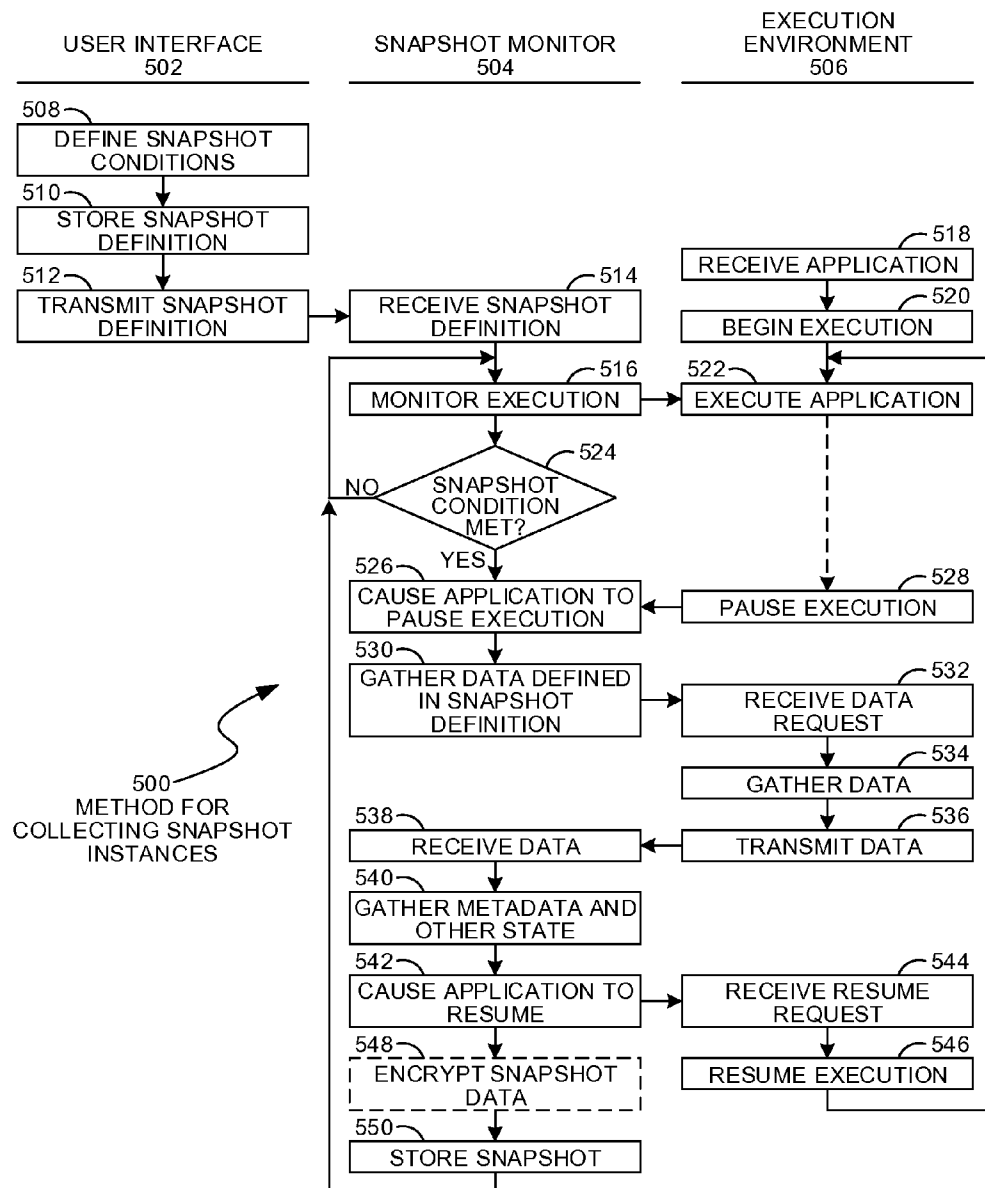 USER INTERFACE
502
SNAPSHOT MONITOR
504
EXECUTION
ENVIRONMENT
506
508
DEFINE SNAPSHOT
CONDITIONS
510
STORE SNAPSHOT
DEFINITION
512
TRANSMIT SNAPSHOT
DEFINITION
514
RECEIVE SNAPSHOT
DEFINITION
518
RECEIVE APPLICATION
520
BEGIN EXECUTION
516
MONITOR EXECUTION
522
EXECUTE APPLICATION
524
SNAPSHOT
CONDITION
MET?
NO
YES
526
CAUSE APPLICATION TO
PAUSE EXECUTION
528
PAUSE EXECUTION
530
GATHER DATA DEFINED
IN SNAPSHOT
DEFINITION
532
RECEIVE DATA
REQUEST
534
GATHER DATA
536
TRANSMIT DATA
500
METHOD FOR
COLLECTING SNAPSHOT
INSTANCES
538
RECEIVE DATA
540
GATHER METADATA AND
OTHER STATE
542
CAUSE APPLICATION TO
RESUME
544
RECEIVE RESUME
REQUEST
546
RESUME EXECUTION
548
ENCRYPT SNAPSHOT
DATA
550
STORE SNAPSHOT